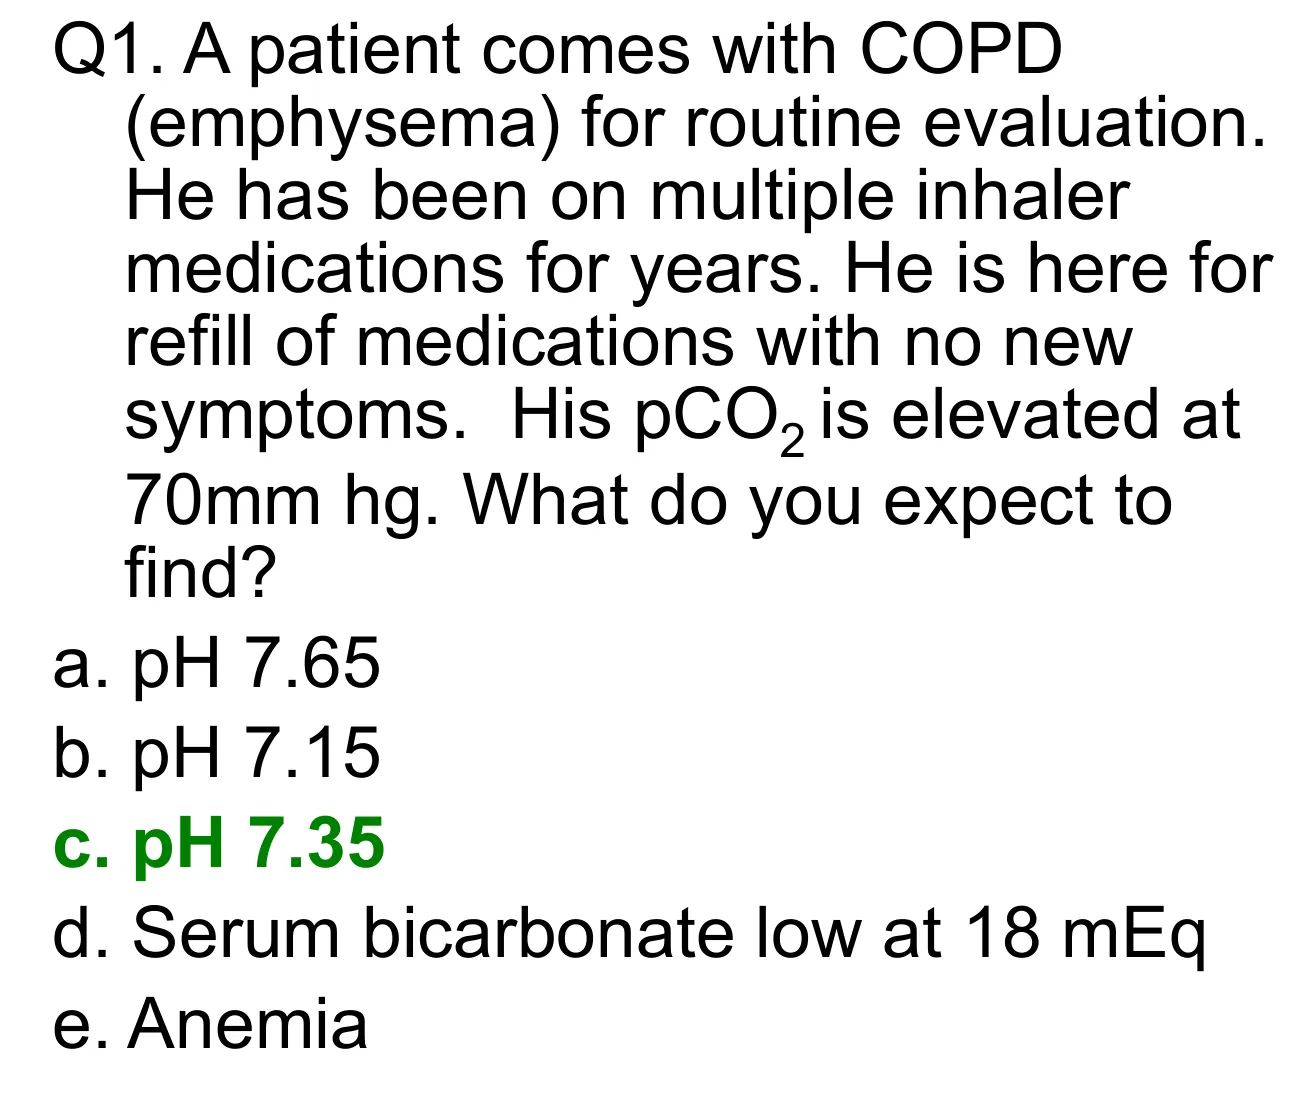 Q1. A patient comes with COPD
(emphysema) for routine evaluation.
He has been on multiple inhaler
medications for years. He is here for
refill of medications with no new
symptoms.  His pCO₂ is elevated at
70mm hg. What do you expect to
find?
a. pH 7.65
b. pH 7.15
c. pH 7.35
d. Serum bicarbonate low at 18 mEq
e. Anemia